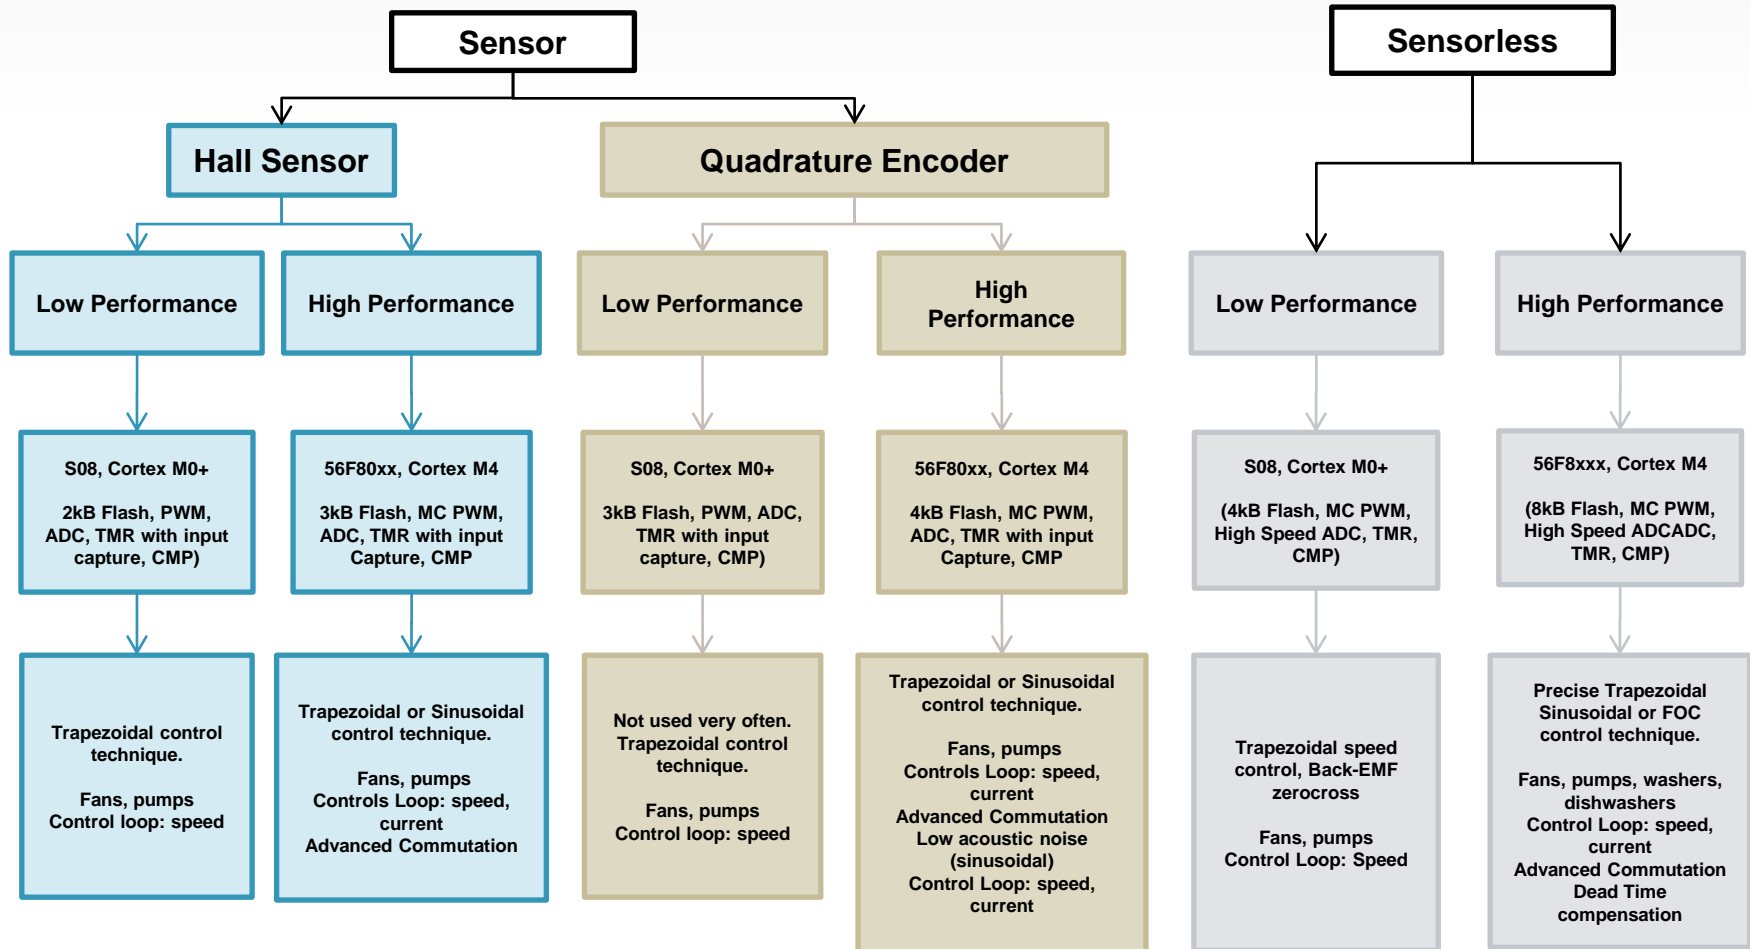 Sensor
Sensorless
Hall Sensor
Quadrature Encoder
Low Performance
High Performance
Low Performance
High
Performance
Low Performance
High Performance
S08, Cortex M0+
2kB Flash, PWM,
ADC, TMR with input
capture, CMP)
56F80xx, Cortex M4
3kB Flash, MC PWM,
ADC, TMR with input
Capture, CMP
S08, Cortex M0+
3kB Flash, PWM, ADC,
TMR with input
capture, CMP)
56F80xx, Cortex M4
4kB Flash, MC PWM,
ADC, TMR with input
Capture, CMP
S08, Cortex M0+
(4kB Flash, MC PWM,
High Speed ADC, TMR,
CMP)
56F8xxx, Cortex M4
(8kB Flash, MC PWM,
High Speed ADCADC,
TMR, CMP)
Trapezoidal control
technique.
Fans, pumps
Control loop: speed
Trapezoidal or Sinusoidal
control technique.
Fans, pumps
Controls Loop: speed,
current
Advanced Commutation
Not used very often.
Trapezoidal control
technique.
Fans, pumps
Control loop: speed
Trapezoidal or Sinusoidal
control technique.
Fans, pumps
Controls Loop: speed,
current
Advanced Commutation
Low acoustic noise
(sinusoidal)
Control Loop: speed,
current
Trapezoidal speed
control, Back-EMF
zerocross
Fans, pumps
Control Loop: Speed
Precise Trapezoidal
Sinusoidal or FOC
control technique.
Fans, pumps, washers,
dishwashers
Control Loop: speed,
current
Advanced Commutation
Dead Time
compensation